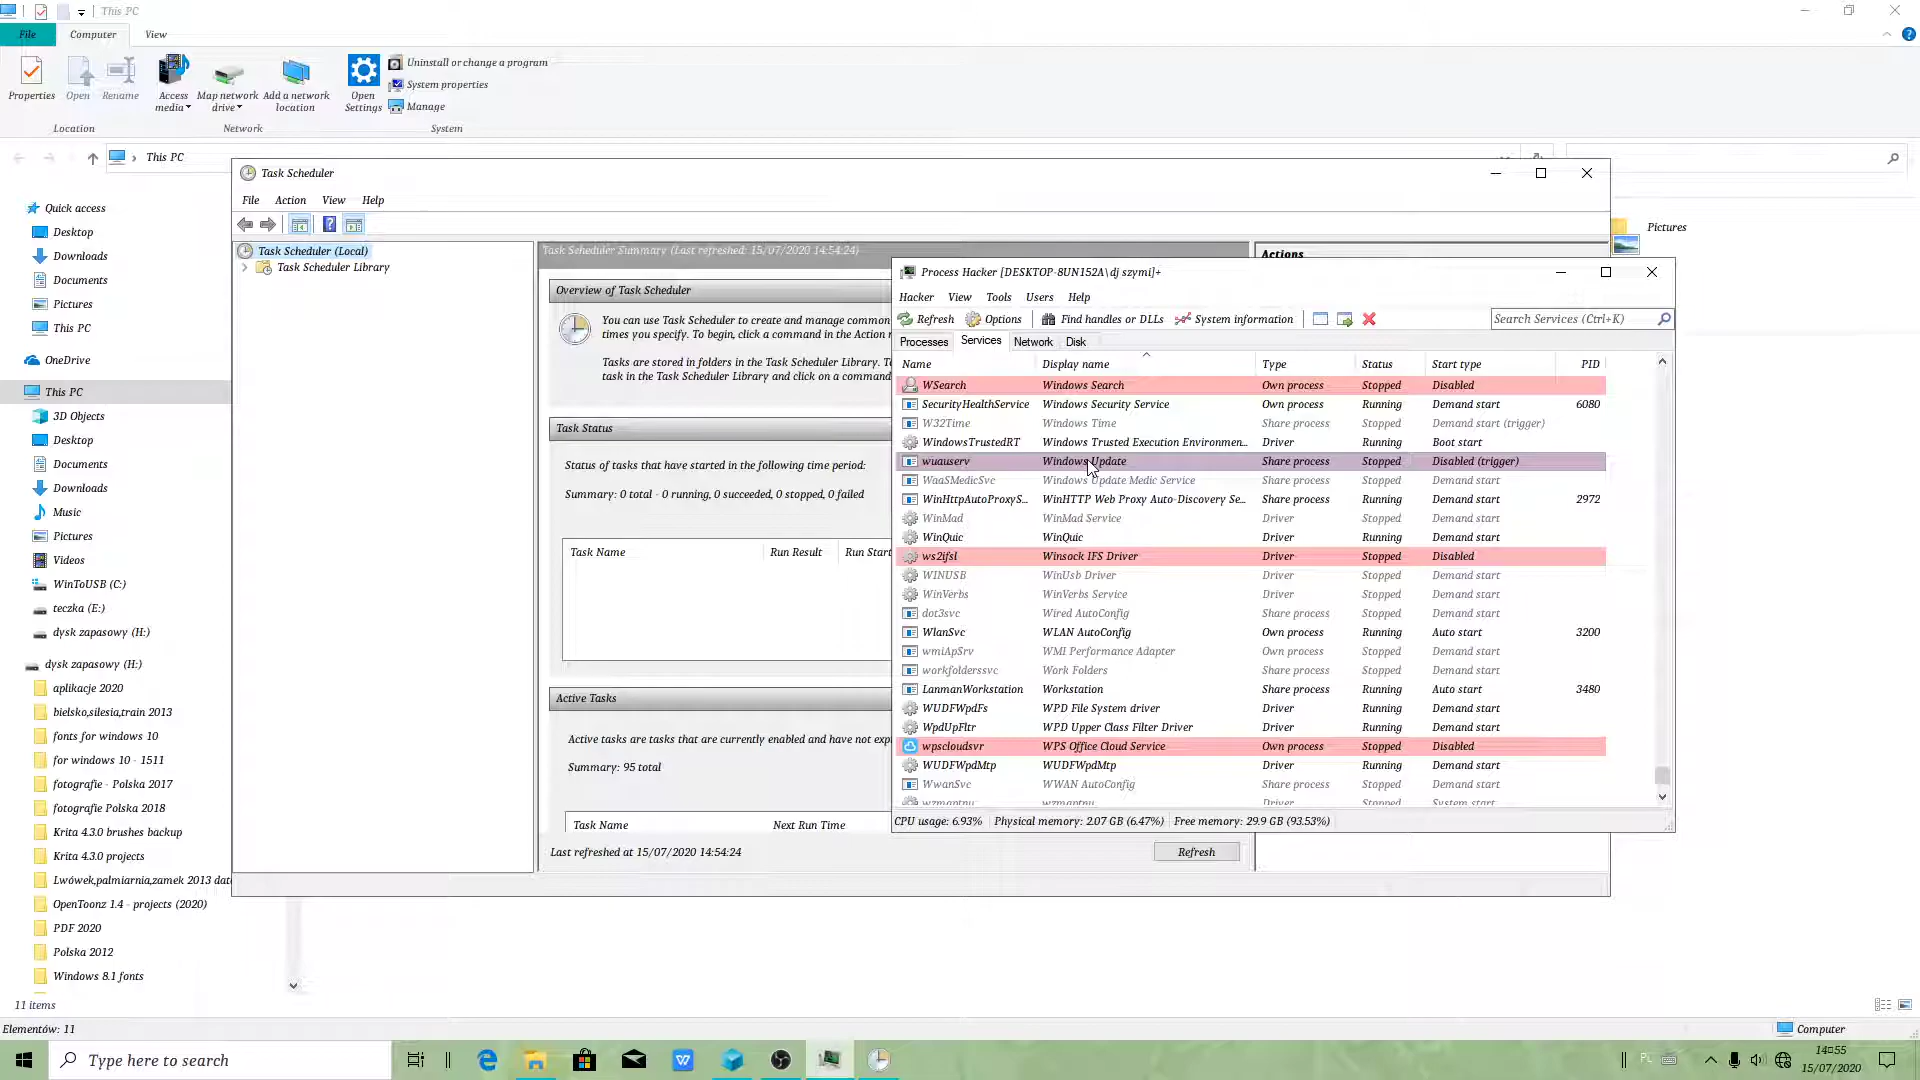 This PC
File
Computer
View
Properties
Open
Rename
Access media
Map network drive
Add a network location
Open Settings
Uninstall or change a program
System properties
Manage
Location
Network
System
This PC
Quick access
Desktop
Downloads
Documents
Pictures
This PC
OneDrive
This PC
3D Objects
Desktop
Documents
Downloads
Music
Pictures
Videos
WinToUSB (C:)
teczka (E:)
dysk zapasowy (H:)
dysk zapasowy (H:)
aplikacje 2020
bielsko,silesia,train 2013
fonts for windows 10
for windows 10 - 1511
fotografie - Polska 2017
fotografie Polska 2018
Krita 4.3.0 brushes backup
Krita 4.3.0 projects
Lwówek,palmiarnia,zamek 2013 dat
OpenToonz 1.4 - projects (2020)
PDF 2020
Polska 2012
Windows 8.1 fonts
11 items
Elementów: 11
Pictures
Computer
Task Scheduler
File Action View Help
Task Scheduler (Local)
Task Scheduler Library
Task Scheduler Summary (Last refreshed: 15/07/2020 14:54:24)
Actions
Overview of Task Scheduler
You can use Task Scheduler to create and manage common
times you specify. To begin, click a command in the Action
Tasks are stored in folders in the Task Scheduler Library.
task in the Task Scheduler Library and click on a command
Task Status
Status of tasks that have started in the following time period:
Summary: 0 total - 0 running, 0 succeeded, 0 stopped, 0 failed
Task Name Run Result Run Start
Active Tasks
Active tasks are tasks that are currently enabled and have not exp
Summary: 95 total
Task Name Next Run Time
Last refreshed at 15/07/2020 14:54:24
Refresh
Process Hacker [DESKTOP-8UN152A\dj szymi]+
Hacker View Tools Users Help
Refresh Options Find handles or DLLs System information
Search Services (Ctrl+K)
Processes Services Network Disk
Name Display name Type Status Start type PID
WSearch Windows Search Own process Stopped Disabled
SecurityHealthService Windows Security Service Own process Running Demand start 6080
W32Time Windows Time Share process Stopped Demand start (trigger)
WindowsTrustedRT Windows Trusted Execution Environmen... Driver Running Boot start
wuauserv Windows Update Share process Stopped Disabled (trigger)
WaaSMedicSvc Windows Update Medic Service Share process Stopped Demand start
WinHttpAutoProxyS... WinHTTP Web Proxy Auto-Discovery Se... Share process Running Demand start 2972
WinMad WinMad Service Driver Stopped Demand start
WinQuic WinQuic Driver Running Demand start
ws2ifsl Winsock IFS Driver Driver Stopped Disabled
WINUSB WinUsb Driver Driver Stopped Demand start
WinVerbs WinVerbs Service Driver Stopped Demand start
dot3svc Wired AutoConfig Share process Stopped Demand start
WlanSvc WLAN AutoConfig Own process Running Auto start 3200
wmiApSrv WMI Performance Adapter Own process Stopped Demand start
workfolderssvc Work Folders Share process Stopped Demand start
LanmanWorkstation Workstation Share process Running Auto start 3480
WUDFWpdFs WPD File System driver Driver Running Demand start
WpdUpFltr WPD Upper Class Filter Driver Driver Running Demand start
wpscloudsvr WPS Office Cloud Service Own process Stopped Disabled
WUDFWpdMtp WUDFWpdMtp Driver Running Demand start
WwanSvc WWAN AutoConfig Share process Stopped Demand start
Driver Stopped System start
CPU usage: 6.93% Physical memory: 2.07 GB (6.47%) Free memory: 29.9 GB (93.53%)
Type here to search
PL
14:55
15/07/2020